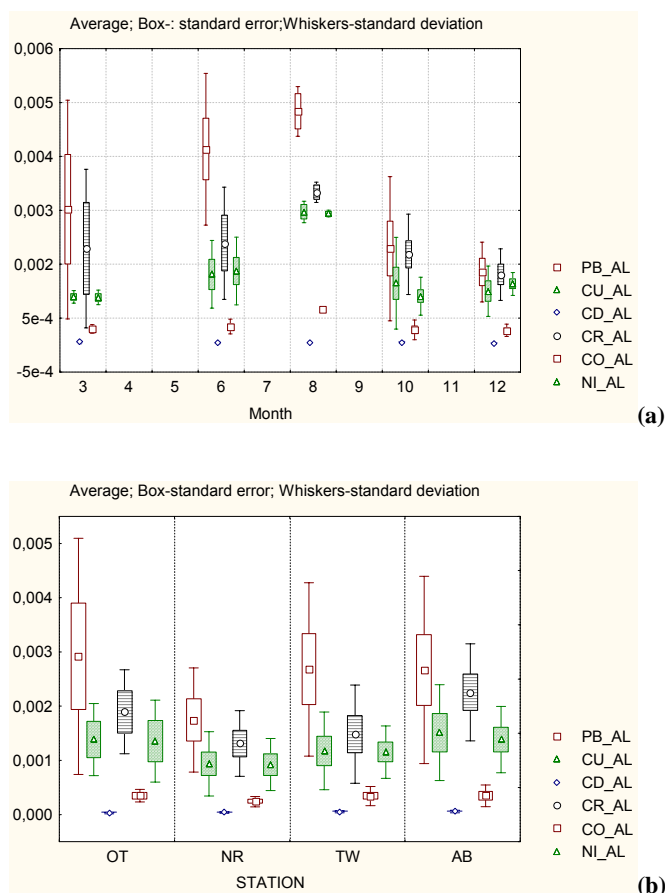 Average; Box-: standard error;Whiskers-standard deviation
0,006
0,005
0,004
0,003
0,002
5e-4
-5e-4
3 4 5 6 7 8 9 10 11 12
Month
PB_AL
CU_AL
CD_AL
CR_AL
CO_AL
NI_AL
(a)
Average; Box-standard error; Whiskers-standard deviation
0,005
0,004
0,003
0,002
0,001
0,000
OT NR TW AB
STATION
PB_AL
CU_AL
CD_AL
CR_AL
CO_AL
NI_AL
(b)